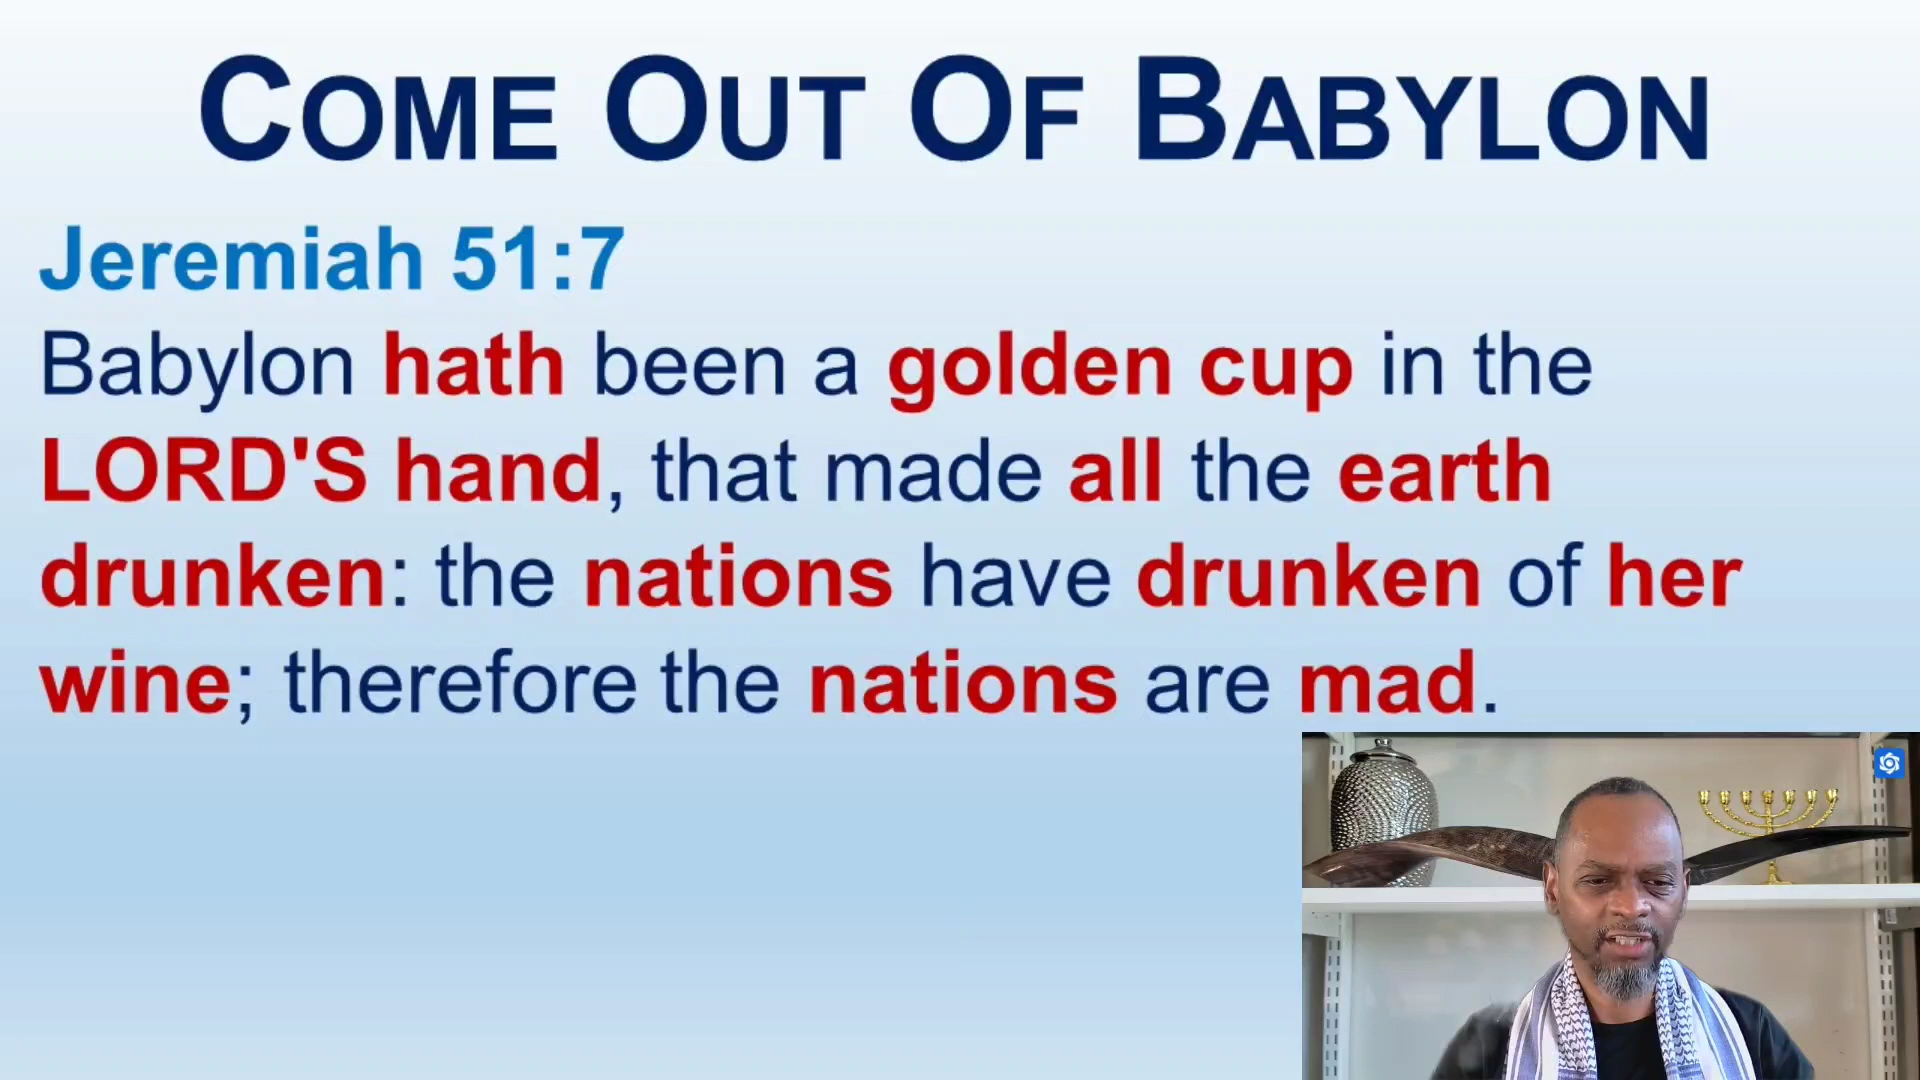 COME OUT OF BABYLON
Jeremiah 51:7
Babylon hath been a golden cup in the
LORD'S hand, that made all the earth
drunken: the nations have drunken of her
wine; therefore the nations are mad.